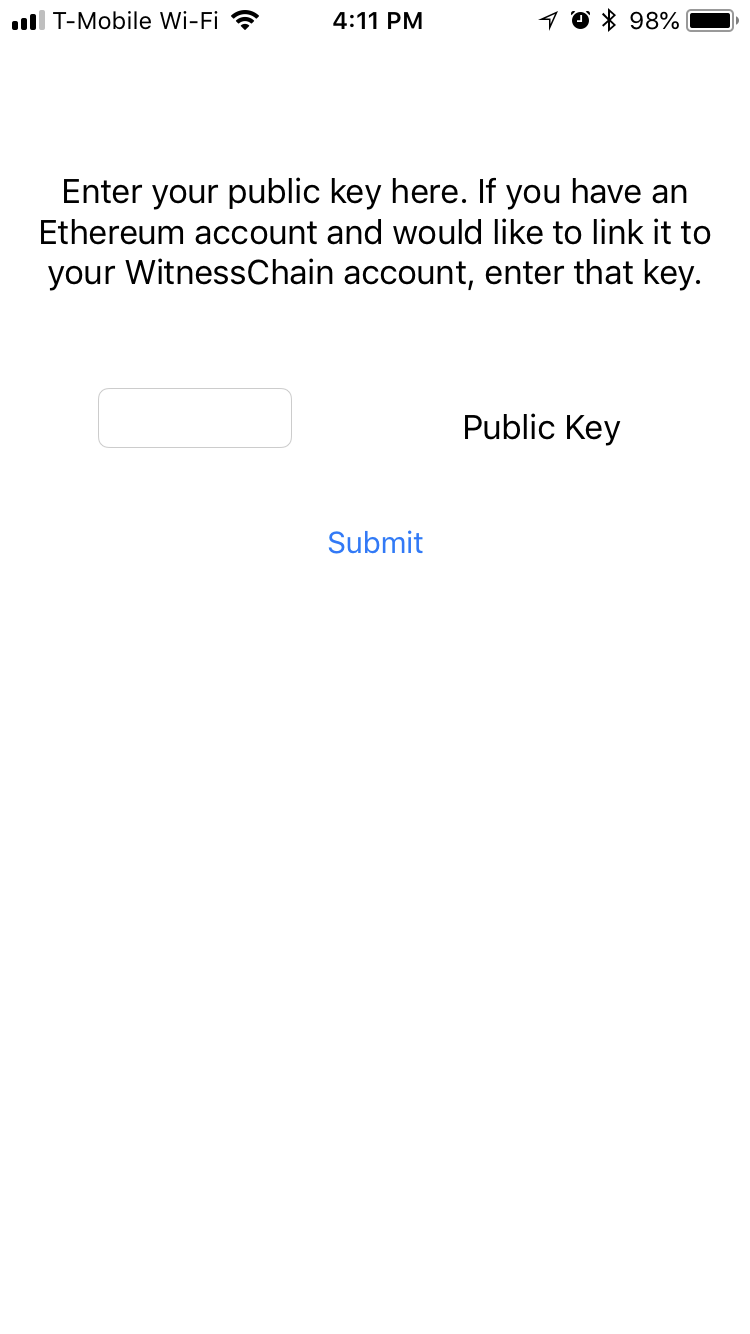 T-Mobile Wi-Fi 4:11 PM 98%
Enter your public key here. If you have an
Ethereum account and would like to link it to
your WitnessChain account, enter that key.
Public Key
Submit